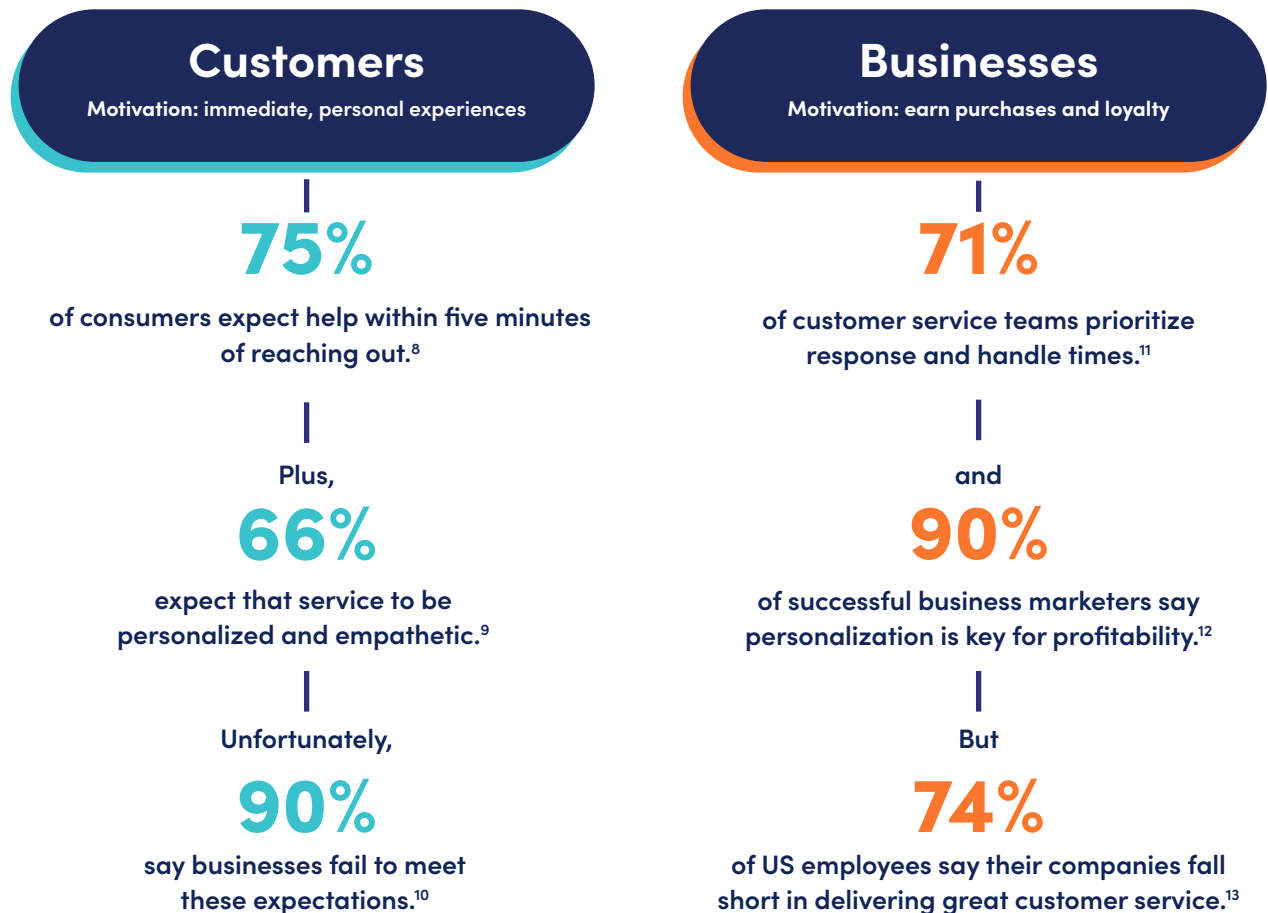 Customers
Motivation: immediate, personal experiences
75%
of consumers expect help within five minutes
of reaching out.⁸
Plus,
66%
expect that service to be
personalized and empathetic.⁹
Unfortunately,
90%
say businesses fail to meet
these expectations.¹⁰
Businesses
Motivation: earn purchases and loyalty
71%
of customer service teams prioritize
response and handle times.¹¹
and
90%
of successful business marketers say
personalization is key for profitability.¹²
But
74%
of US employees say their companies fall
short in delivering great customer service.¹³